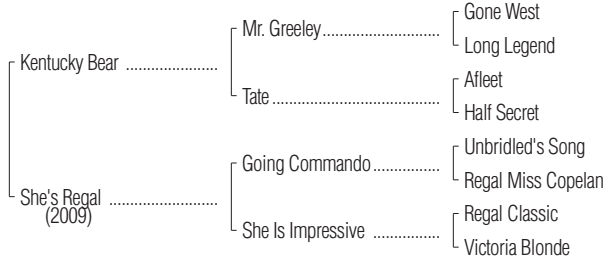 Gone West
Mr. Greeley..............................
Long Legend
Kentucky Bear ......................
Afleet
Tate ........................................
Half Secret
Unbridled's Song
Going Commando................
Regal Miss Copelan
She's Regal ..........................
(2009)
Regal Classic
She Is Impressive ................
Victoria Blonde